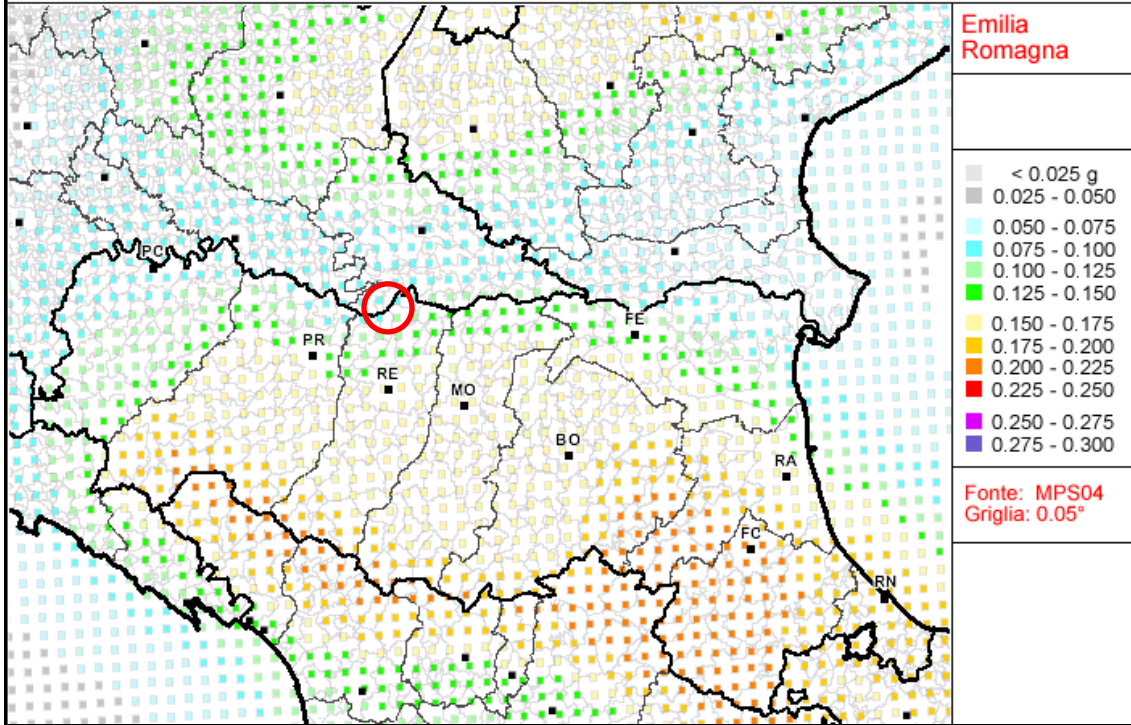 Emilia
Romagna
< 0.025 g
0.025 - 0.050
0.050 - 0.075
0.075 - 0.100
0.100 - 0.125
0.125 - 0.150
0.150 - 0.175
0.175 - 0.200
0.200 - 0.225
0.225 - 0.250
0.250 - 0.275
0.275 - 0.300
Fonte: MPS04
Griglia: 0.05°
PC
PR
RE
MO
FE
BO
RA
FC
RN